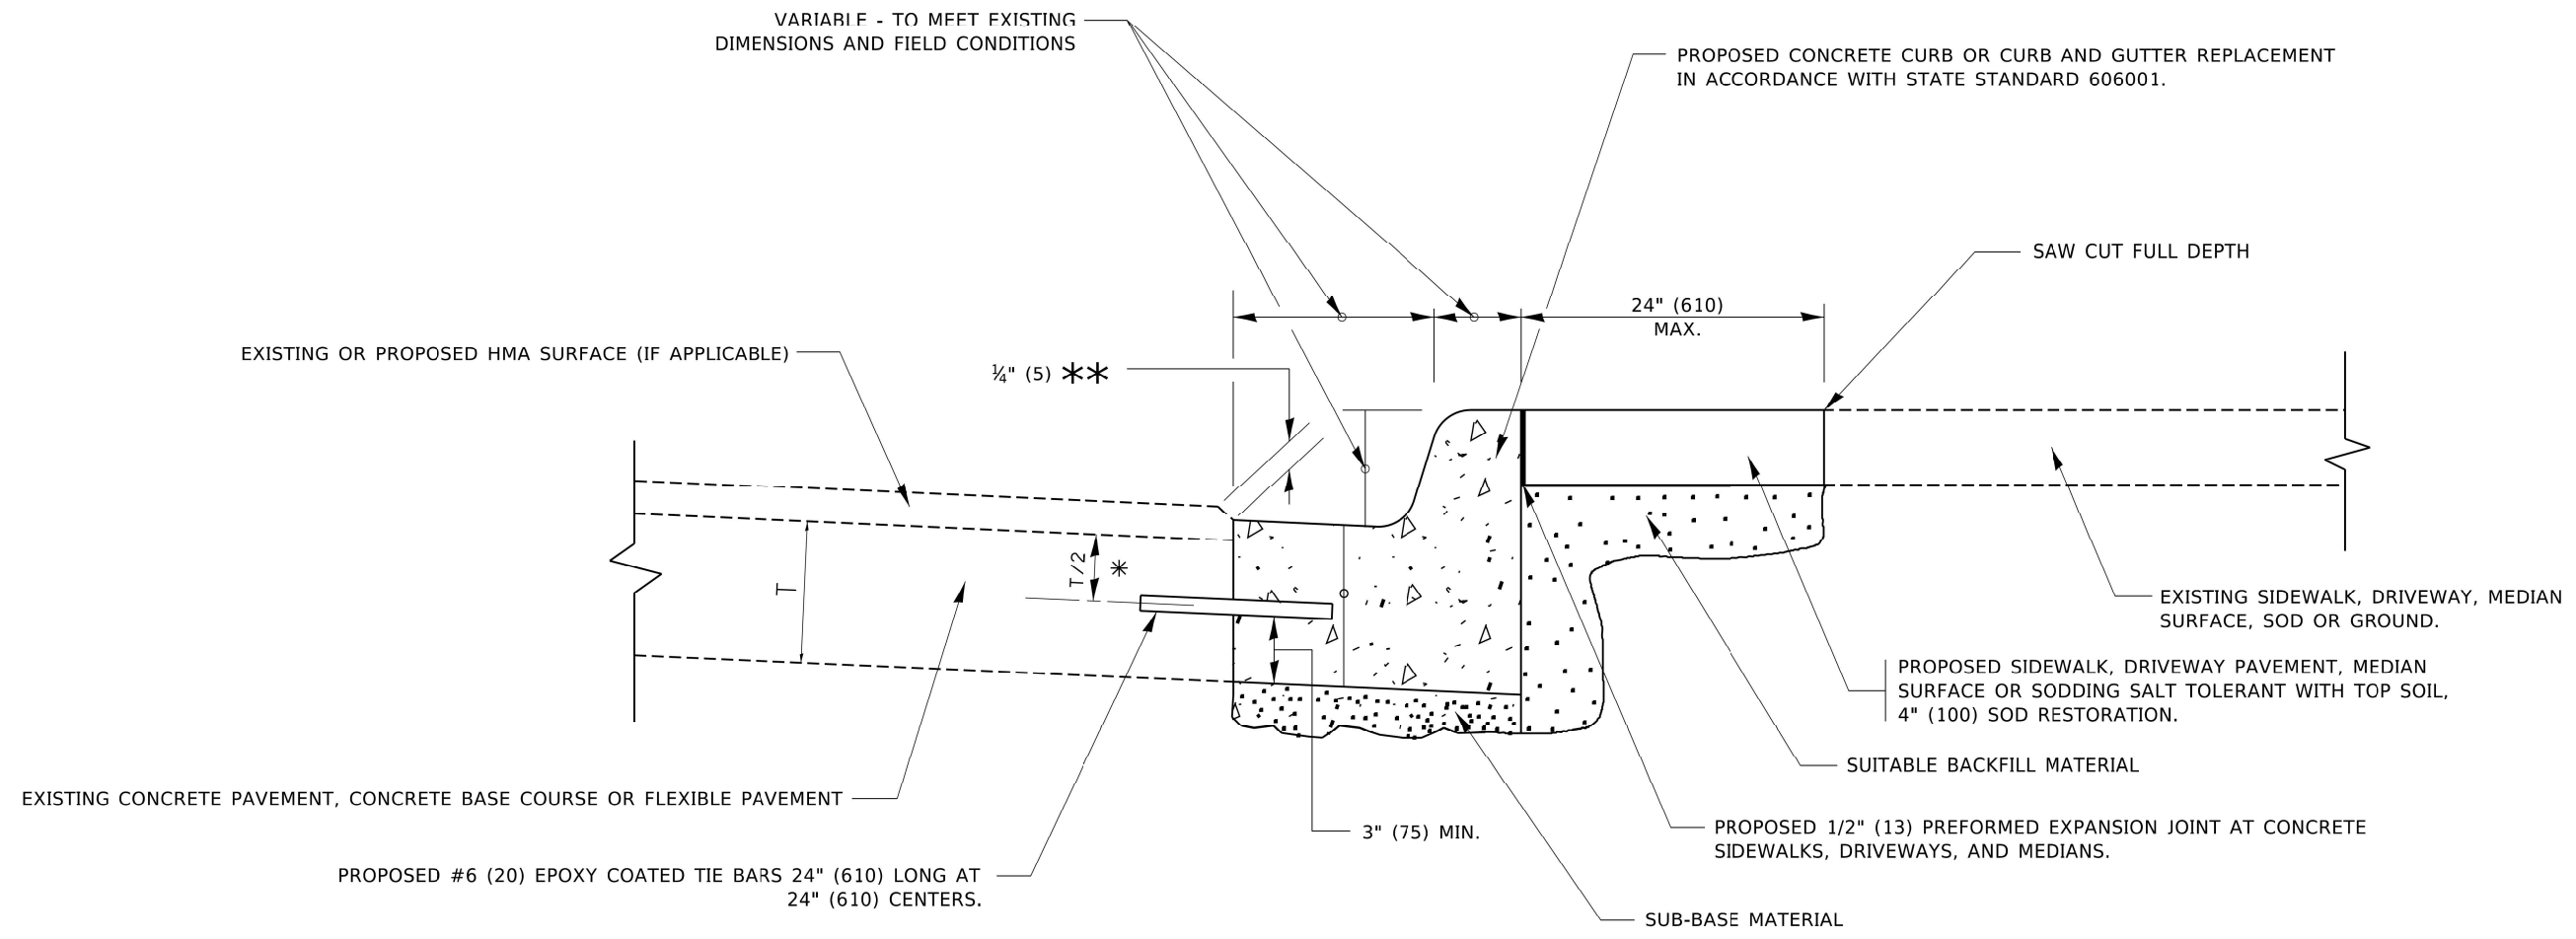 VARIABLE - TO MEET EXISTING
DIMENSIONS AND FIELD CONDITIONS
PROPOSED CONCRETE CURB OR CURB AND GUTTER REPLACEMENT
IN ACCORDANCE WITH STATE STANDARD 606001.
SAW CUT FULL DEPTH
24" (610)
MAX.
EXISTING OR PROPOSED HMA SURFACE (IF APPLICABLE)
¼" (5) **
T
T/2 *
EXISTING SIDEWALK, DRIVEWAY, MEDIAN
SURFACE, SOD OR GROUND.
PROPOSED SIDEWALK, DRIVEWAY PAVEMENT, MEDIAN
SURFACE OR SODDING SALT TOLERANT WITH TOP SOIL,
4" (100) SOD RESTORATION.
SUITABLE BACKFILL MATERIAL
EXISTING CONCRETE PAVEMENT, CONCRETE BASE COURSE OR FLEXIBLE PAVEMENT
3" (75) MIN.
PROPOSED 1/2" (13) PREFORMED EXPANSION JOINT AT CONCRETE
SIDEWALKS, DRIVEWAYS, AND MEDIANS.
PROPOSED #6 (20) EPOXY COATED TIE BARS 24" (610) LONG AT
24" (610) CENTERS.
SUB-BASE MATERIAL